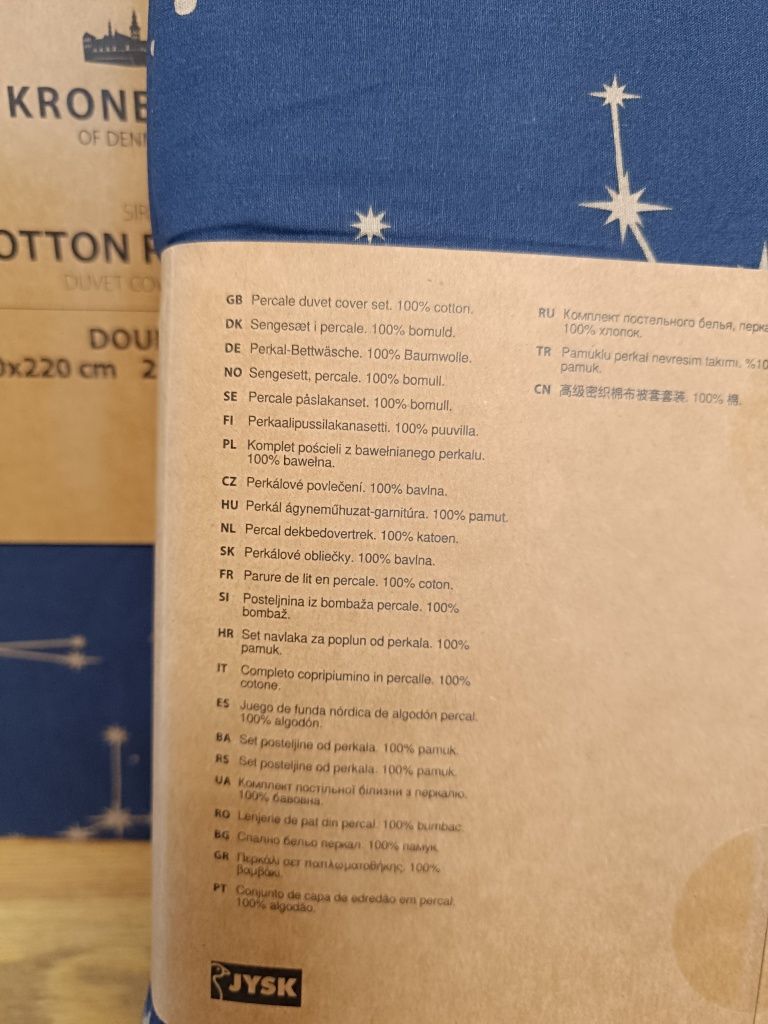 KRONB
OF DEN
SIR
OTTON
DUVET CO
DOU
x220 cm 2
GB Percale duvet cover set. 100% cotton.
DK Sengesæt i percale. 100% bomuld.
DE Perkal-Bettwäsche. 100% Baumwolle.
NO Sengesett, percale. 100% bomull.
SE Percale påslakanset. 100% bomull.
FI Perkaalipussilakanasetti. 100% puuvilla.
PL Komplet pościeli z bawełnianego perkalu.
100% bawełna.
CZ Perkálové povlečení. 100% bavlna.
HU Perkál ágyneműhuzat-garnitúra. 100% pamut.
NL Percal dekbedovertrek. 100% katoen.
SK Perkálové obliečky. 100% bavlna.
FR Parure de lit en percale. 100% coton.
SI Posteljnina iz bombaža percale. 100%
bombaž.
HR Set navlaka za poplun od perkala. 100%
pamuk.
IT Completo copripiumino in percalle. 100%
cotone.
ES Juego de funda nórdica de algodón percal.
100% algodón.
BA Set posteljine od perkala. 100% pamuk.
RS Set posteljine od perkala. 100% pamuk.
UA Комплект постільної білизни з перкалю.
100% бавовна.
RO Lenjerie de pat din percal. 100% bumbac.
BG Спално бельо перкал. 100% памук.
GR Περκάλι σετ παπλωματοθήκης. 100%
βαμβάκι.
PT Conjunto de capa de edredão em percal.
100% algodão.
RU Комплект постельного белья, перка
100% хлопок.
TR Pamuklu perkal nevresim takımı. %10
pamuk.
CN 高级密织棉布被套套装. 100% 棉.
JYSK